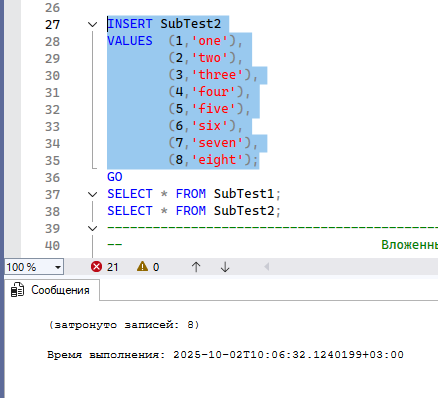 26
27 INSERT SubTest2
28 VALUES (1,'one'),
29 (2,'two'),
30 (3,'three'),
31 (4,'four'),
32 (5,'five'),
33 (6,'six'),
34 (7,'seven'),
35 (8,'eight');
36 GO
37 SELECT * FROM SubTest1;
38 SELECT * FROM SubTest2;
39 --------------------------------------------
40 -- Вложенны
100 % 21 0
Сообщения
(затронуто записей: 8)
Время выполнения: 2025-10-02T10:06:32.1240199+03:00